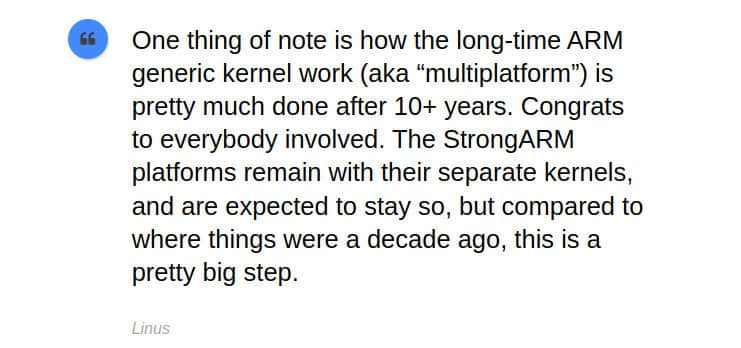 One thing of note is how the long-time ARM
generic kernel work (aka “multiplatform”) is
pretty much done after 10+ years. Congrats
to everybody involved. The StrongARM
platforms remain with their separate kernels,
and are expected to stay so, but compared to
where things were a decade ago, this is a
pretty big step.
Linus